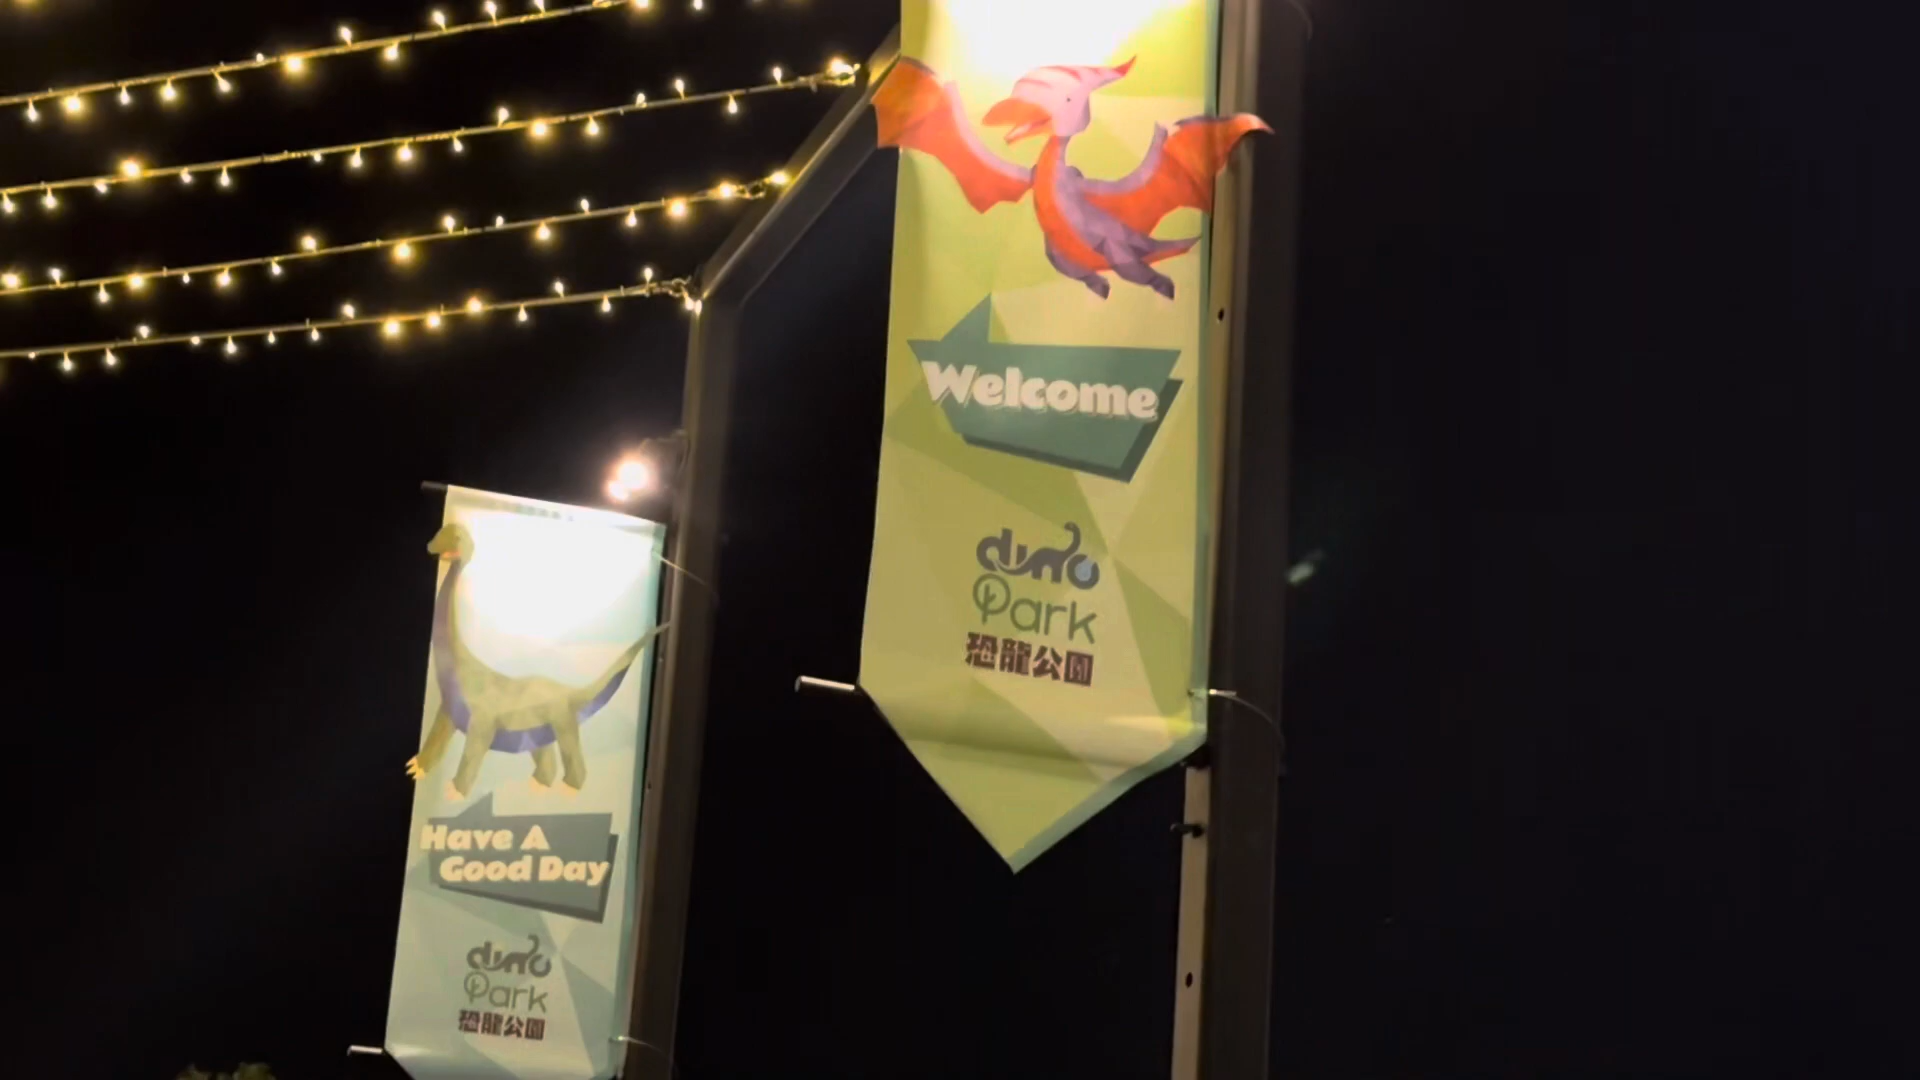 Welcome
dino
Park
恐龍公園
Have A
Good Day
dino
Park
恐龍公園